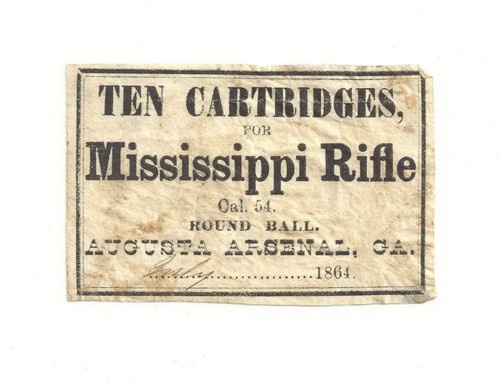 TEN CARTRIDGES,
FOR
Mississippi Rifle
Cal. 54.
ROUND BALL.
AUGUSTA ARSENAL, GA.
....................1864.